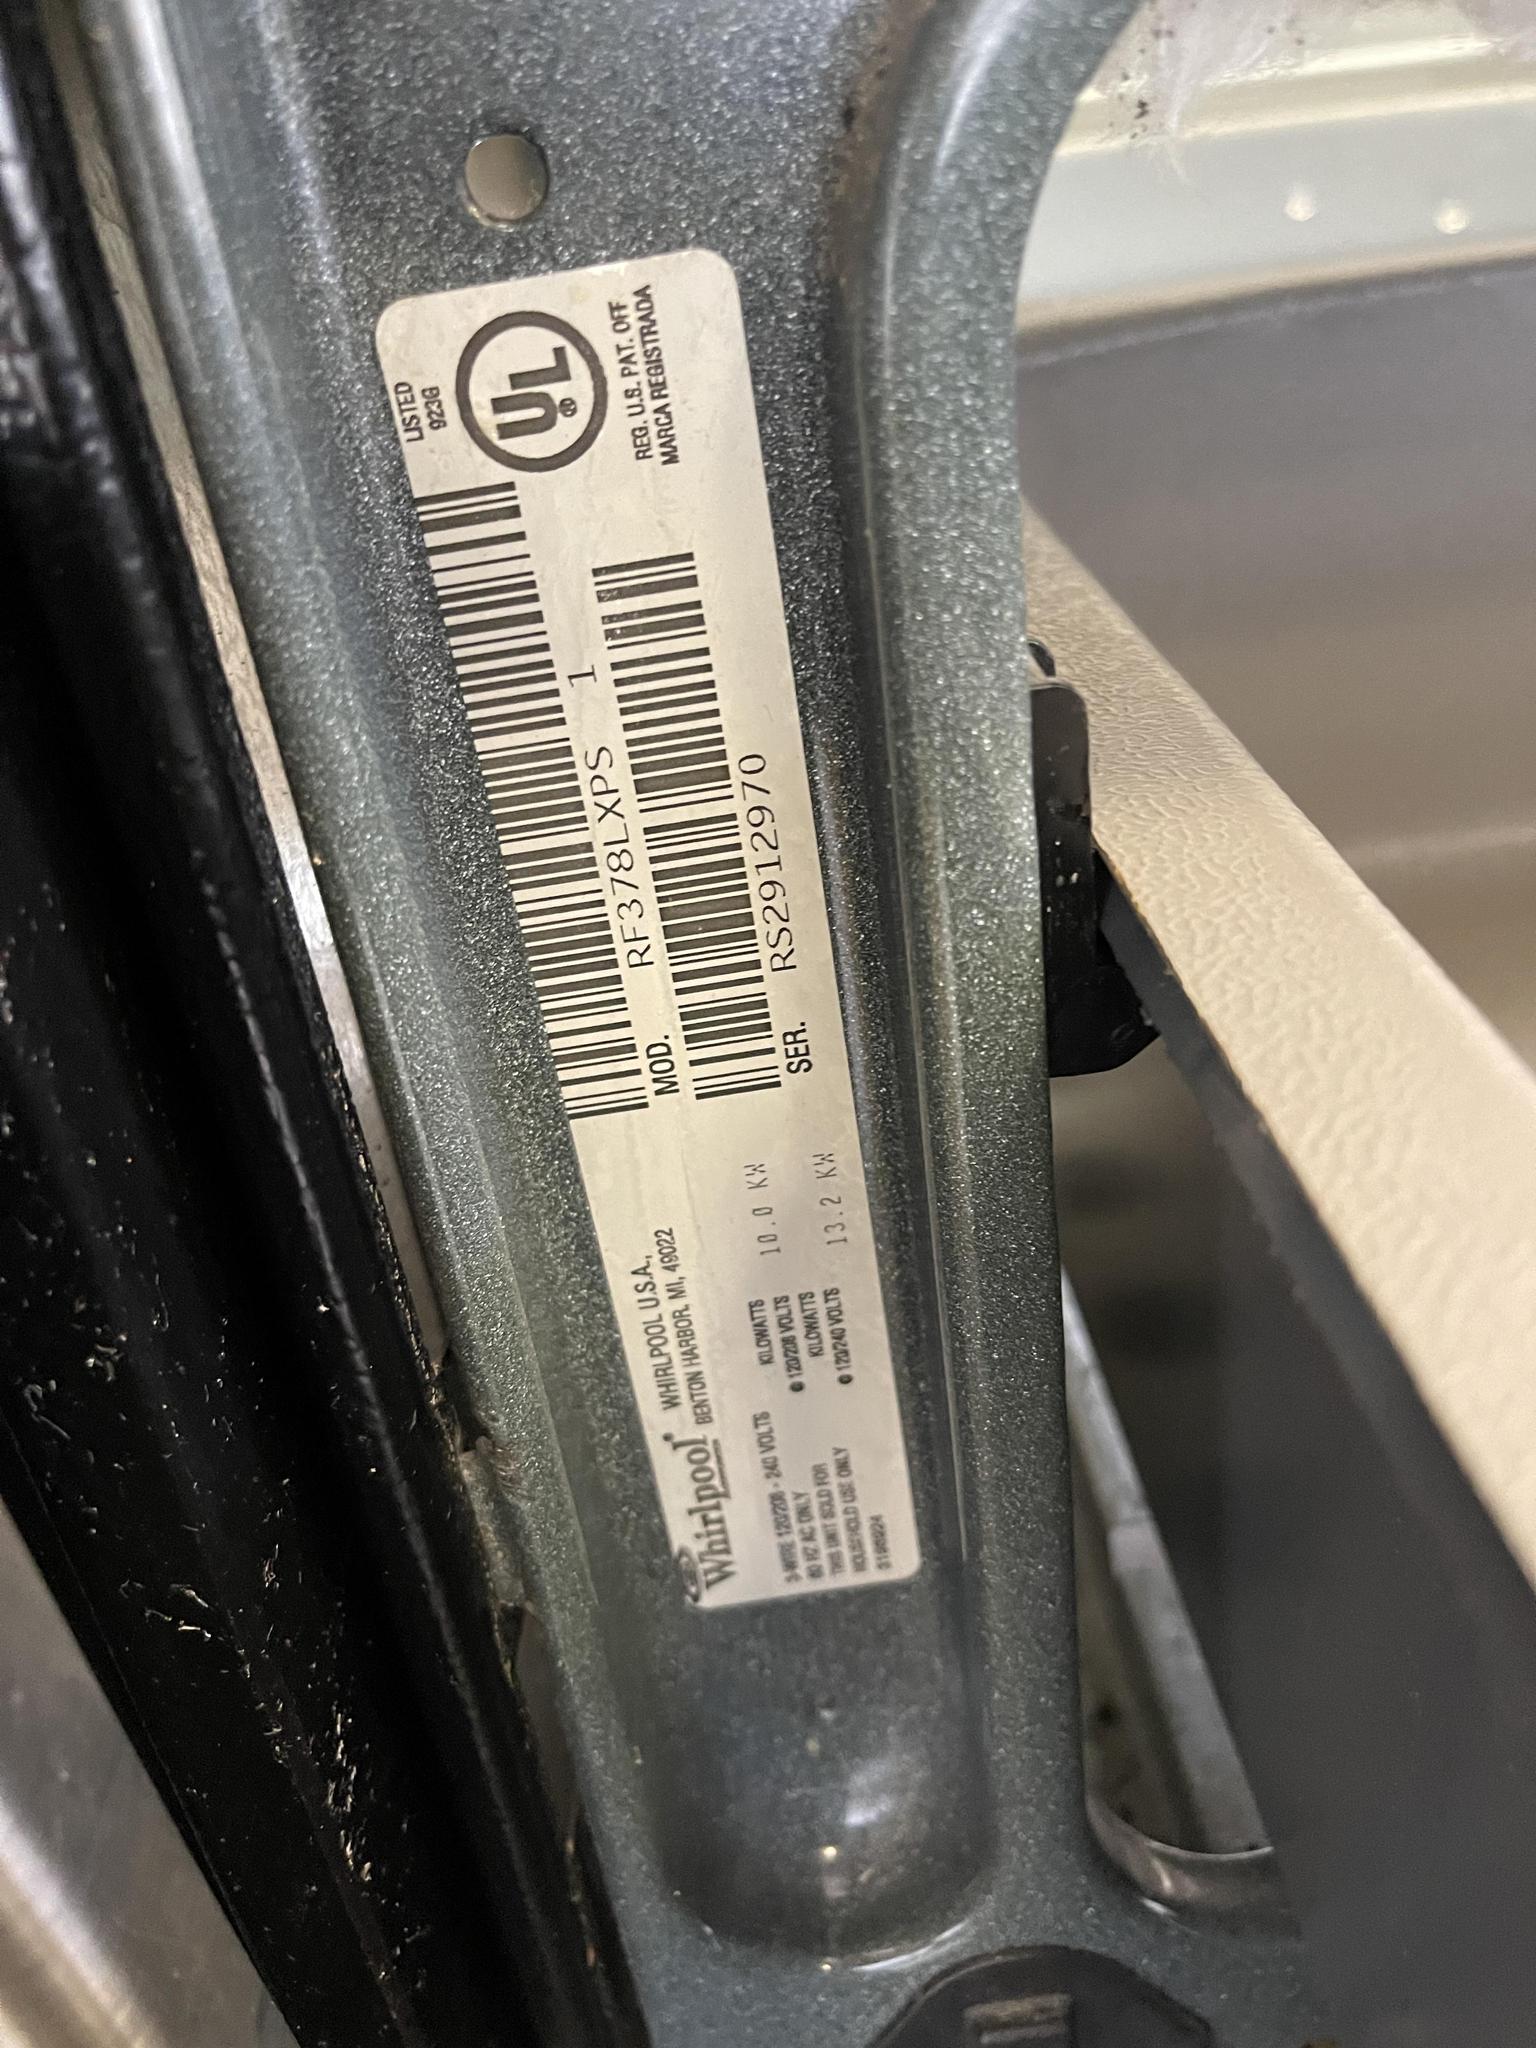 Whirlpool® WHIRLPOOL U.S.A.,
BENTON HARBOR, MI, 49022
3-WIRE 120/208 - 240 VOLTS
60 HZ AC ONLY
THIS UNIT SOLD FOR
HOUSEHOLD USE ONLY
KILOWATTS
120/208 VOLTS 10.0 KW
KILOWATTS
120/240 VOLTS 13.2 KW
MOD. RF378LXPS 1
SER. RS2912970
LISTED
923G
UL®
REG. U.S. PAT. OFF
MARCA REGISTRADA